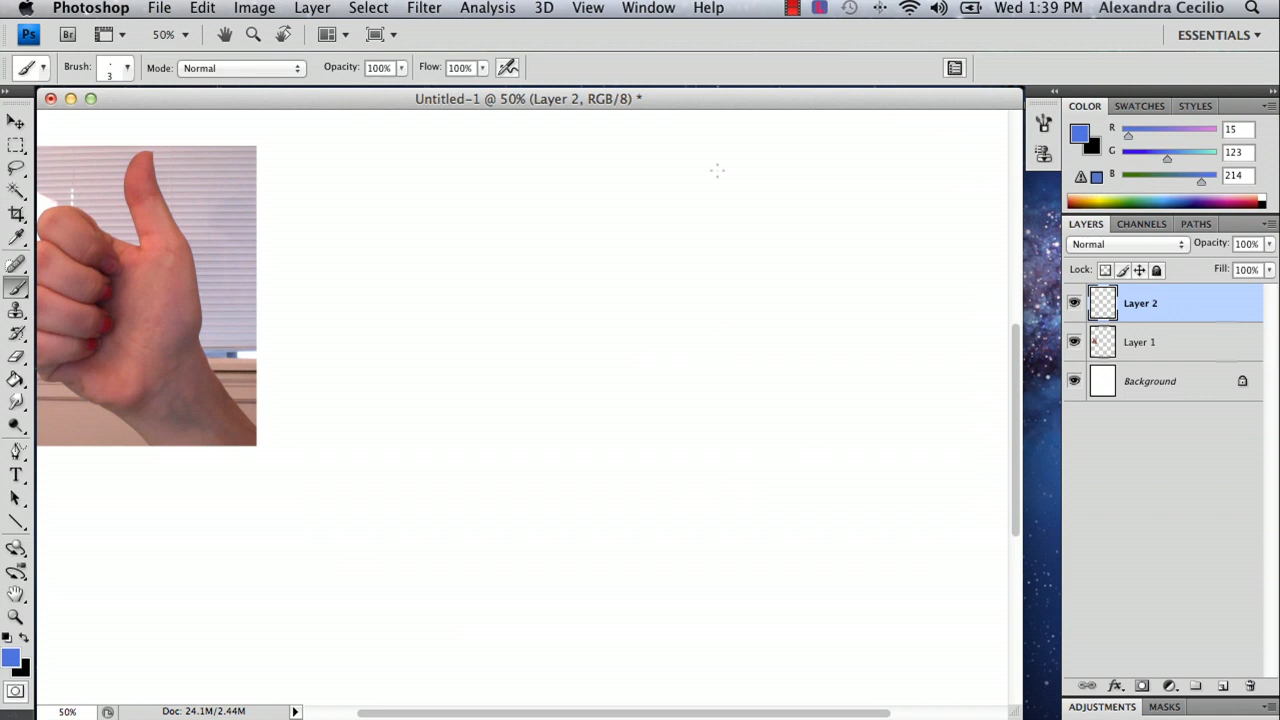 Photoshop File Edit Image Layer Select Filter Analysis 3D View Window Help Wed 1:39 PM Alexandra Cecilio
Ps Br 50% ESSENTIALS
Brush: 3 Mode: Normal Opacity: 100% Flow: 100%
Untitled-1 @ 50% (Layer 2, RGB/8) *
COLOR SWATCHES STYLES
R 15
G 123
B 214
LAYERS CHANNELS PATHS
Normal Opacity: 100%
Lock: Fill: 100%
Layer 2
Layer 1
Background
T
50% Doc: 24.1M/2.44M
ADJUSTMENTS MASKS